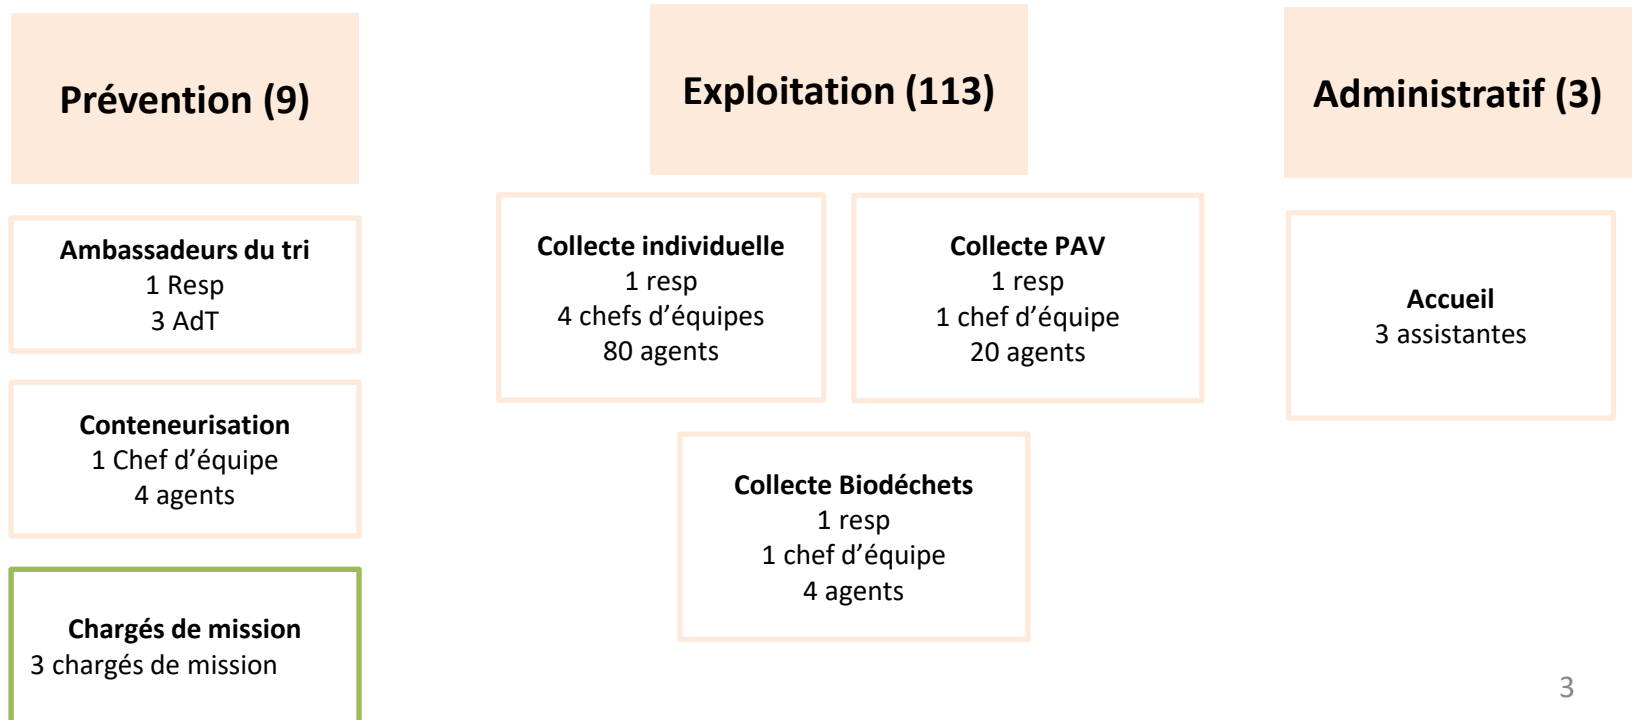 Prévention (9)
Ambassadeurs du tri
1 Resp
3 AdT
Conteneurisation
1 Chef d’équipe
4 agents
Chargés de mission
3 chargés de mission
Exploitation (113)
Collecte individuelle
1 resp
4 chefs d’équipes
80 agents
Collecte PAV
1 resp
1 chef d’équipe
20 agents
Collecte Biodéchets
1 resp
1 chef d’équipe
4 agents
Administratif (3)
Accueil
3 assistantes
3